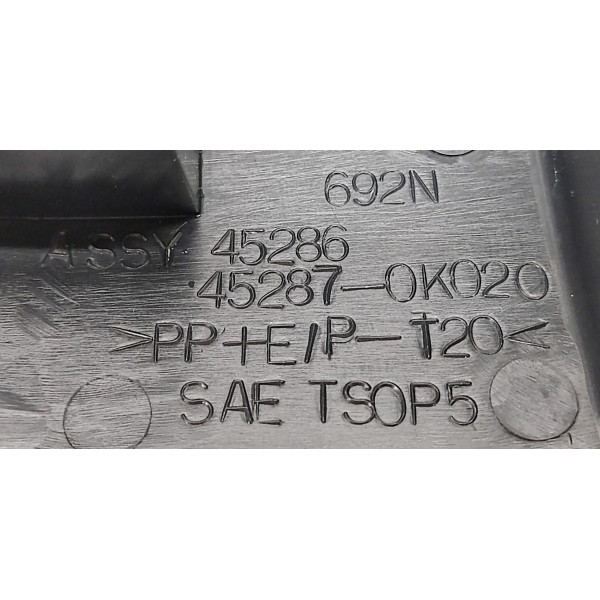 692N
ASSY 45286
45287-0K020
>PP+E/P-T20<
SAE TSOP5